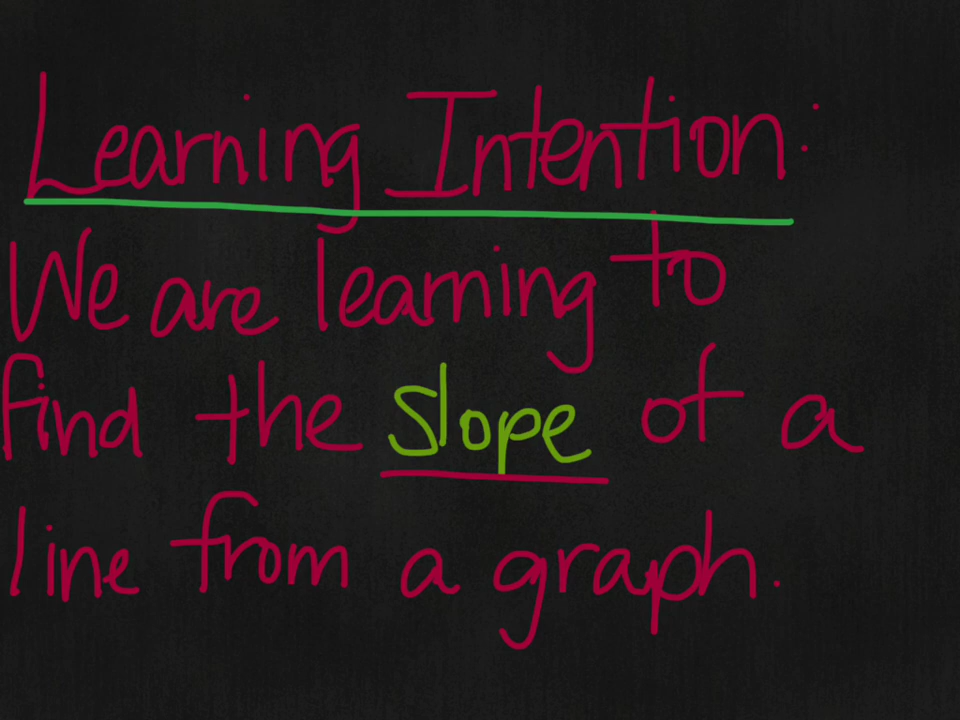 Learning Intention:
We are learning to
find the slope of a
line from a graph.